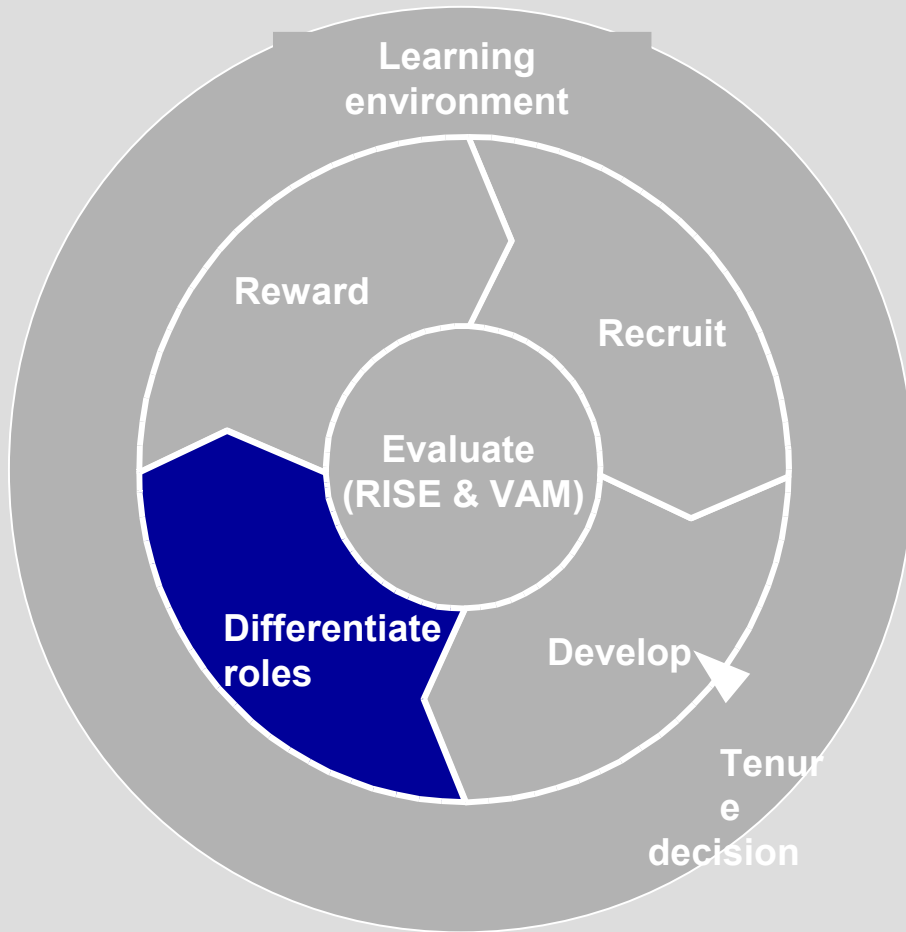 Learning
environment
Reward
Recruit
Evaluate
(RISE & VAM)
Differentiate
roles
Develop
Tenur
e
decision